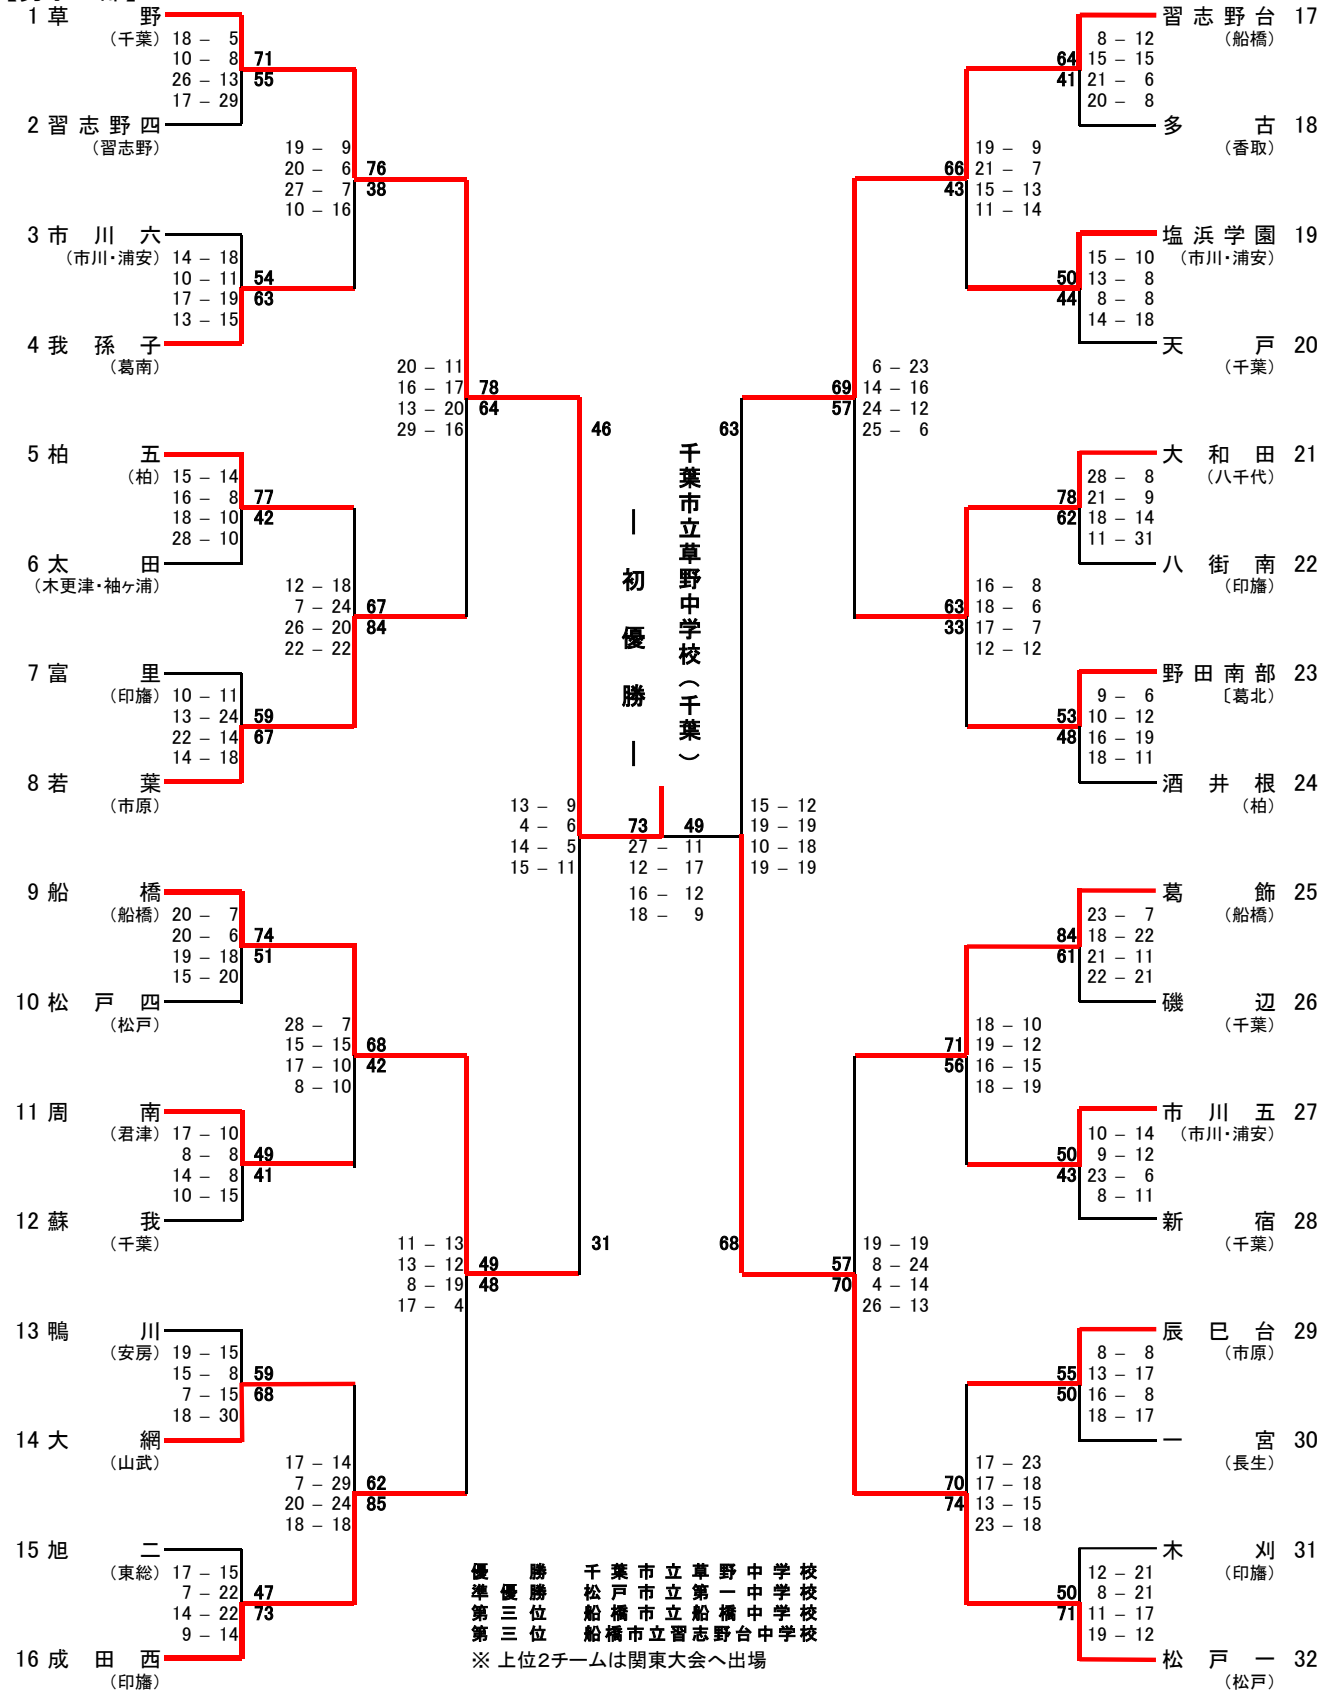 1 草野
(千葉)
18 - 5
10 - 8
26 - 13
17 - 29
71
55
2 習志野四
(習志野)
19 - 9
20 - 6
27 - 7
10 - 16
76
38
3 市川六
(市川・浦安)
14 - 18
10 - 11
17 - 19
13 - 15
54
63
4 我孫子
(葛南)
20 - 11
16 - 17
13 - 20
29 - 16
78
64
5 柏五
(柏)
15 - 14
16 - 8
18 - 10
28 - 10
77
42
6 太田
(木更津・袖ヶ浦)
12 - 18
7 - 24
26 - 20
22 - 22
67
84
7 富里
(印旛)
10 - 11
13 - 24
22 - 14
14 - 18
59
67
8 若葉
(市原)
46
13 - 9
4 - 6
14 - 5
15 - 11
31
9 船橋
(船橋)
20 - 7
20 - 6
19 - 18
15 - 20
74
51
10 松戸四
(松戸)
28 - 7
15 - 15
17 - 10
8 - 10
68
42
11 周南
(君津)
17 - 10
8 - 8
14 - 8
10 - 15
49
41
12 蘇我
(千葉)
11 - 13
13 - 12
8 - 19
17 - 4
49
48
13 鴨川
(安房)
19 - 15
15 - 8
7 - 15
18 - 30
59
68
14 大網
(山武)
17 - 14
7 - 29
20 - 24
18 - 18
62
85
15 旭二
(東総)
17 - 15
7 - 22
14 - 22
9 - 14
47
73
16 成田西
(印旛)
千葉市立草野中学校(千葉)
― 初優勝 ―
73 49
27 - 11
12 - 17
16 - 12
18 - 9
習志野台 17
(船橋)
8 - 12
15 - 15
21 - 6
20 - 8
64
41
多古 18
(香取)
19 - 9
21 - 7
15 - 13
11 - 14
66
43
塩浜学園 19
(市川・浦安)
15 - 10
13 - 8
8 - 8
14 - 18
50
44
天戸 20
(千葉)
6 - 23
14 - 16
24 - 12
25 - 6
69
57
大和田 21
(八千代)
28 - 8
21 - 9
18 - 14
11 - 31
78
62
八街南 22
(印旛)
16 - 8
18 - 6
17 - 7
12 - 12
63
33
野田南部 23
〔葛北)
9 - 6
10 - 12
16 - 19
18 - 11
53
48
酒井根 24
(柏)
63
15 - 12
19 - 19
10 - 18
19 - 19
68
葛飾 25
(船橋)
23 - 7
18 - 22
21 - 11
22 - 21
84
61
磯辺 26
(千葉)
18 - 10
19 - 12
16 - 15
18 - 19
71
56
市川五 27
(市川・浦安)
10 - 14
9 - 12
23 - 6
8 - 11
50
43
新宿 28
(千葉)
19 - 19
8 - 24
4 - 14
26 - 13
57
70
辰巳台 29
(市原)
8 - 8
13 - 17
16 - 8
18 - 17
55
50
一宮 30
(長生)
17 - 23
17 - 18
13 - 15
23 - 18
70
74
木刈 31
(印旛)
12 - 21
8 - 21
11 - 17
19 - 12
50
71
松戸一 32
(松戸)
優勝 千葉市立草野中学校
準優勝 松戸市立第一中学校
第三位 船橋市立船橋中学校
第三位 船橋市立習志野台中学校
※ 上位2チームは関東大会へ出場